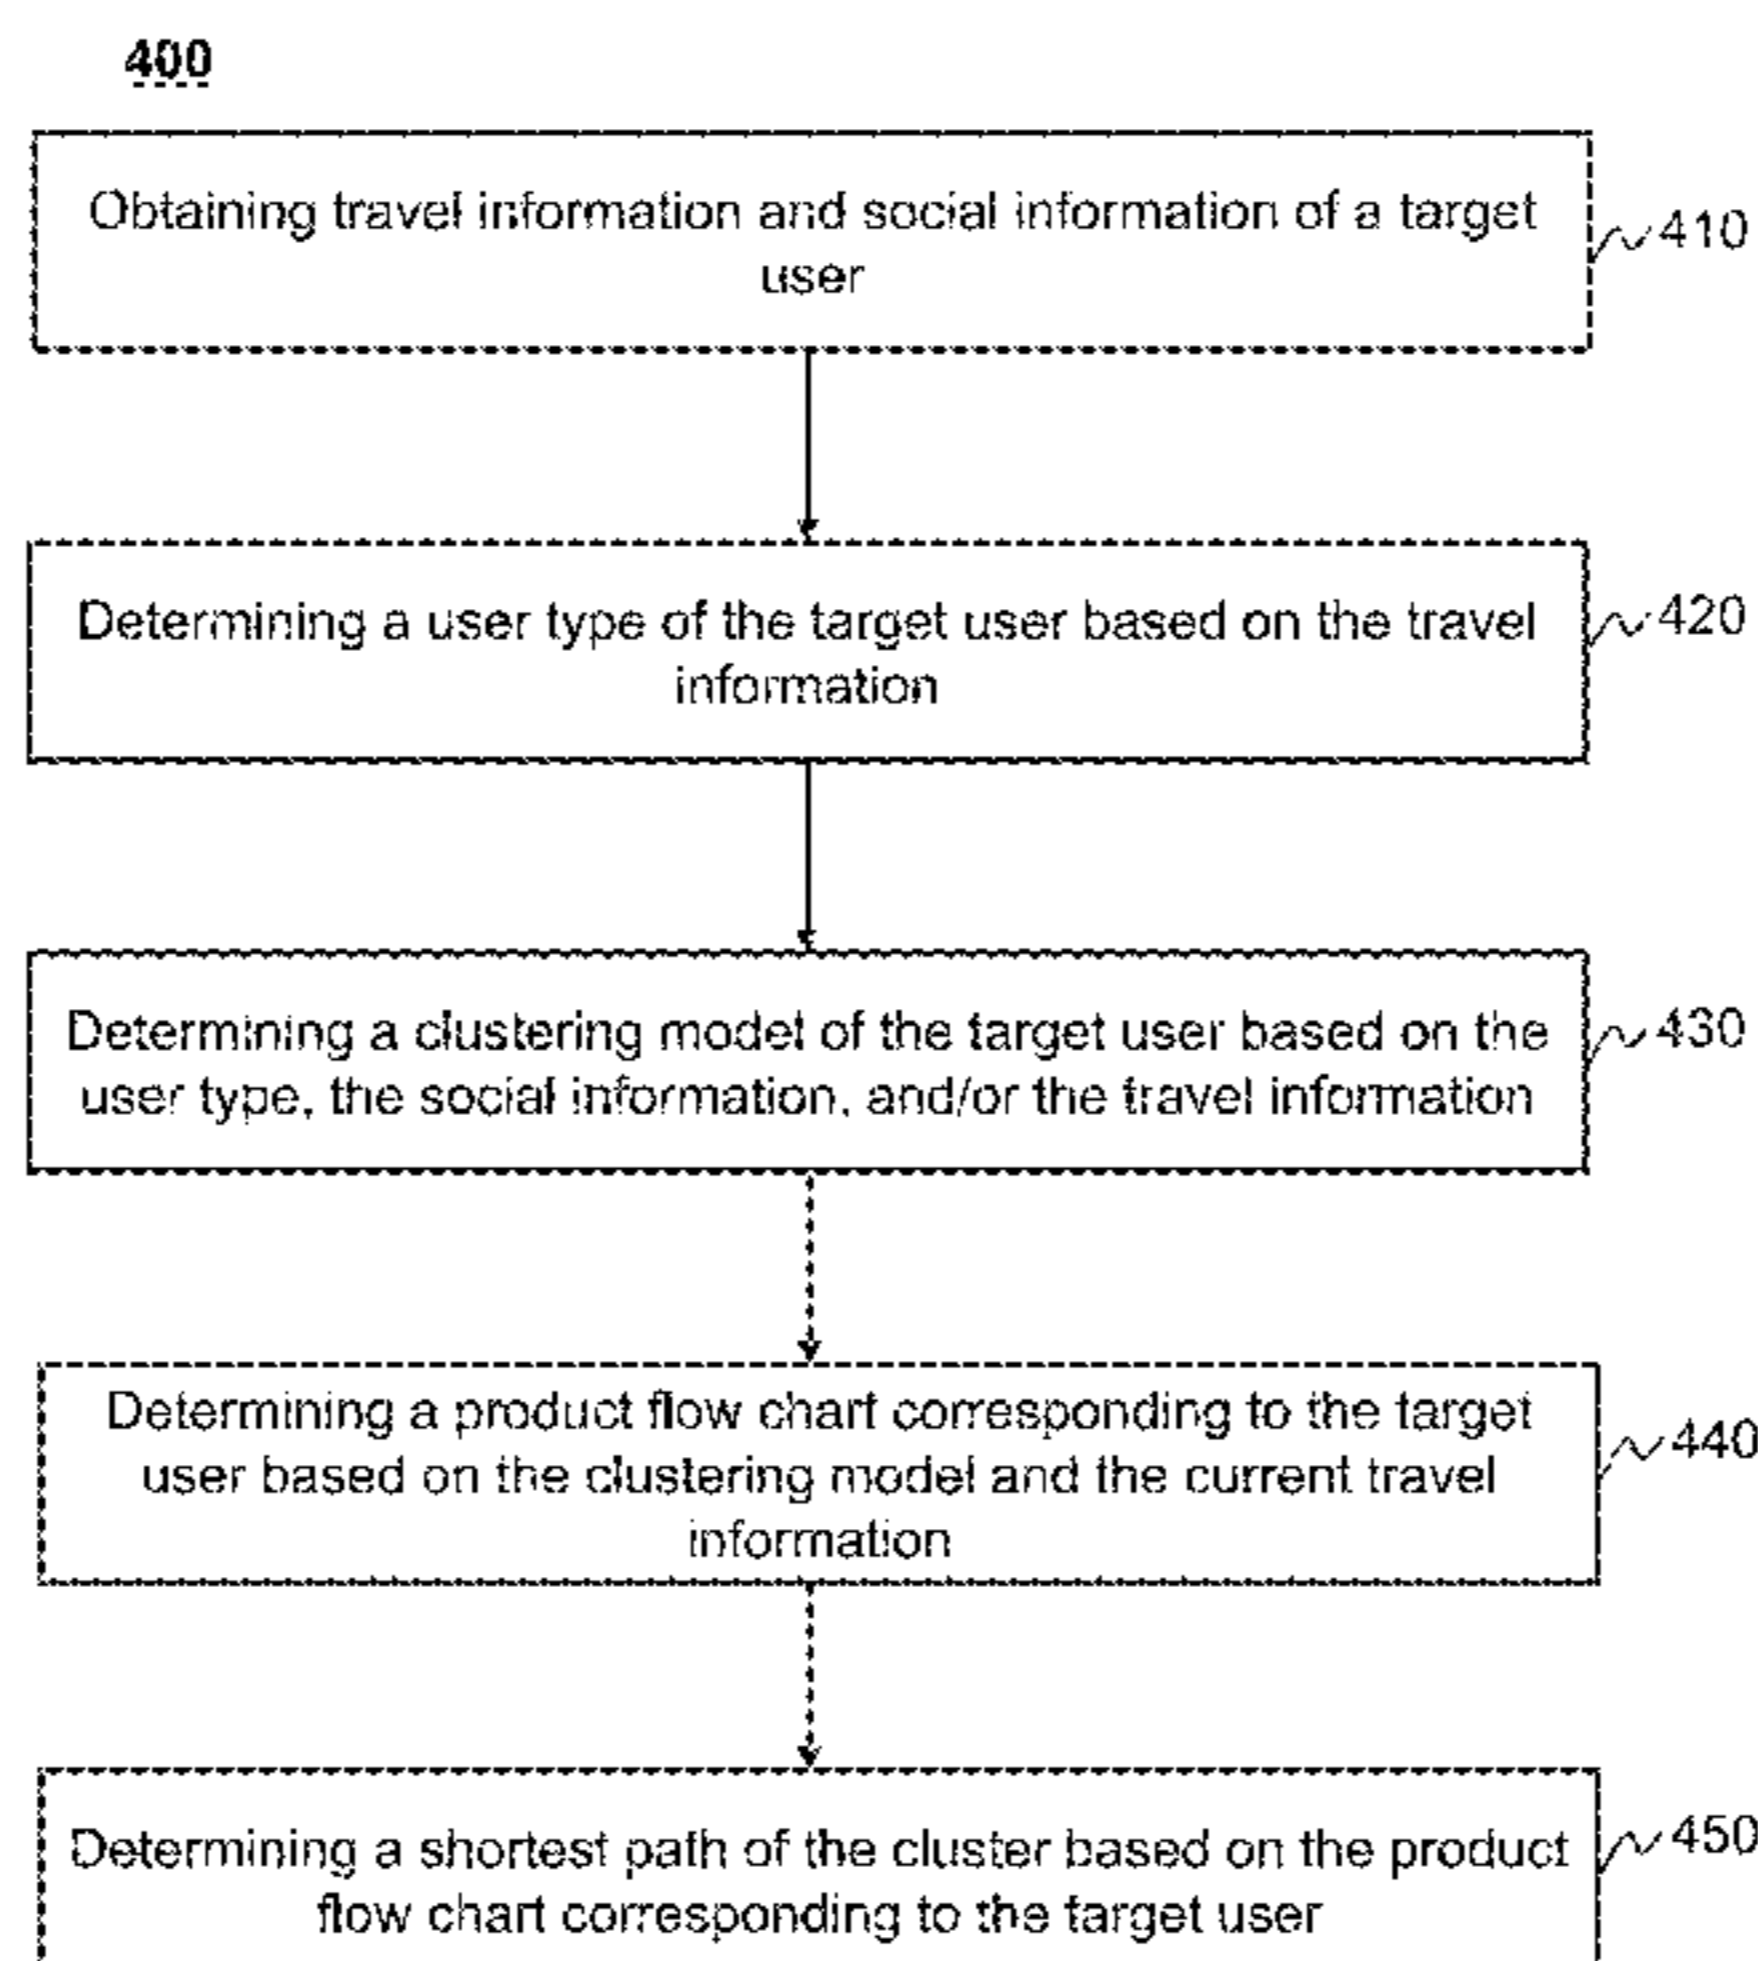 400
Obtaining travel information and social information of a target
user
410
Determining a user type of the target user based on the travel
information
420
Determining a clustering model of the target user based on the
user type, the social information, and/or the travel information
430
Determining a product flow chart corresponding to the target
user based on the clustering model and the current travel
information
440
Determining a shortest path of the cluster based on the product
flow chart corresponding to the target user
450